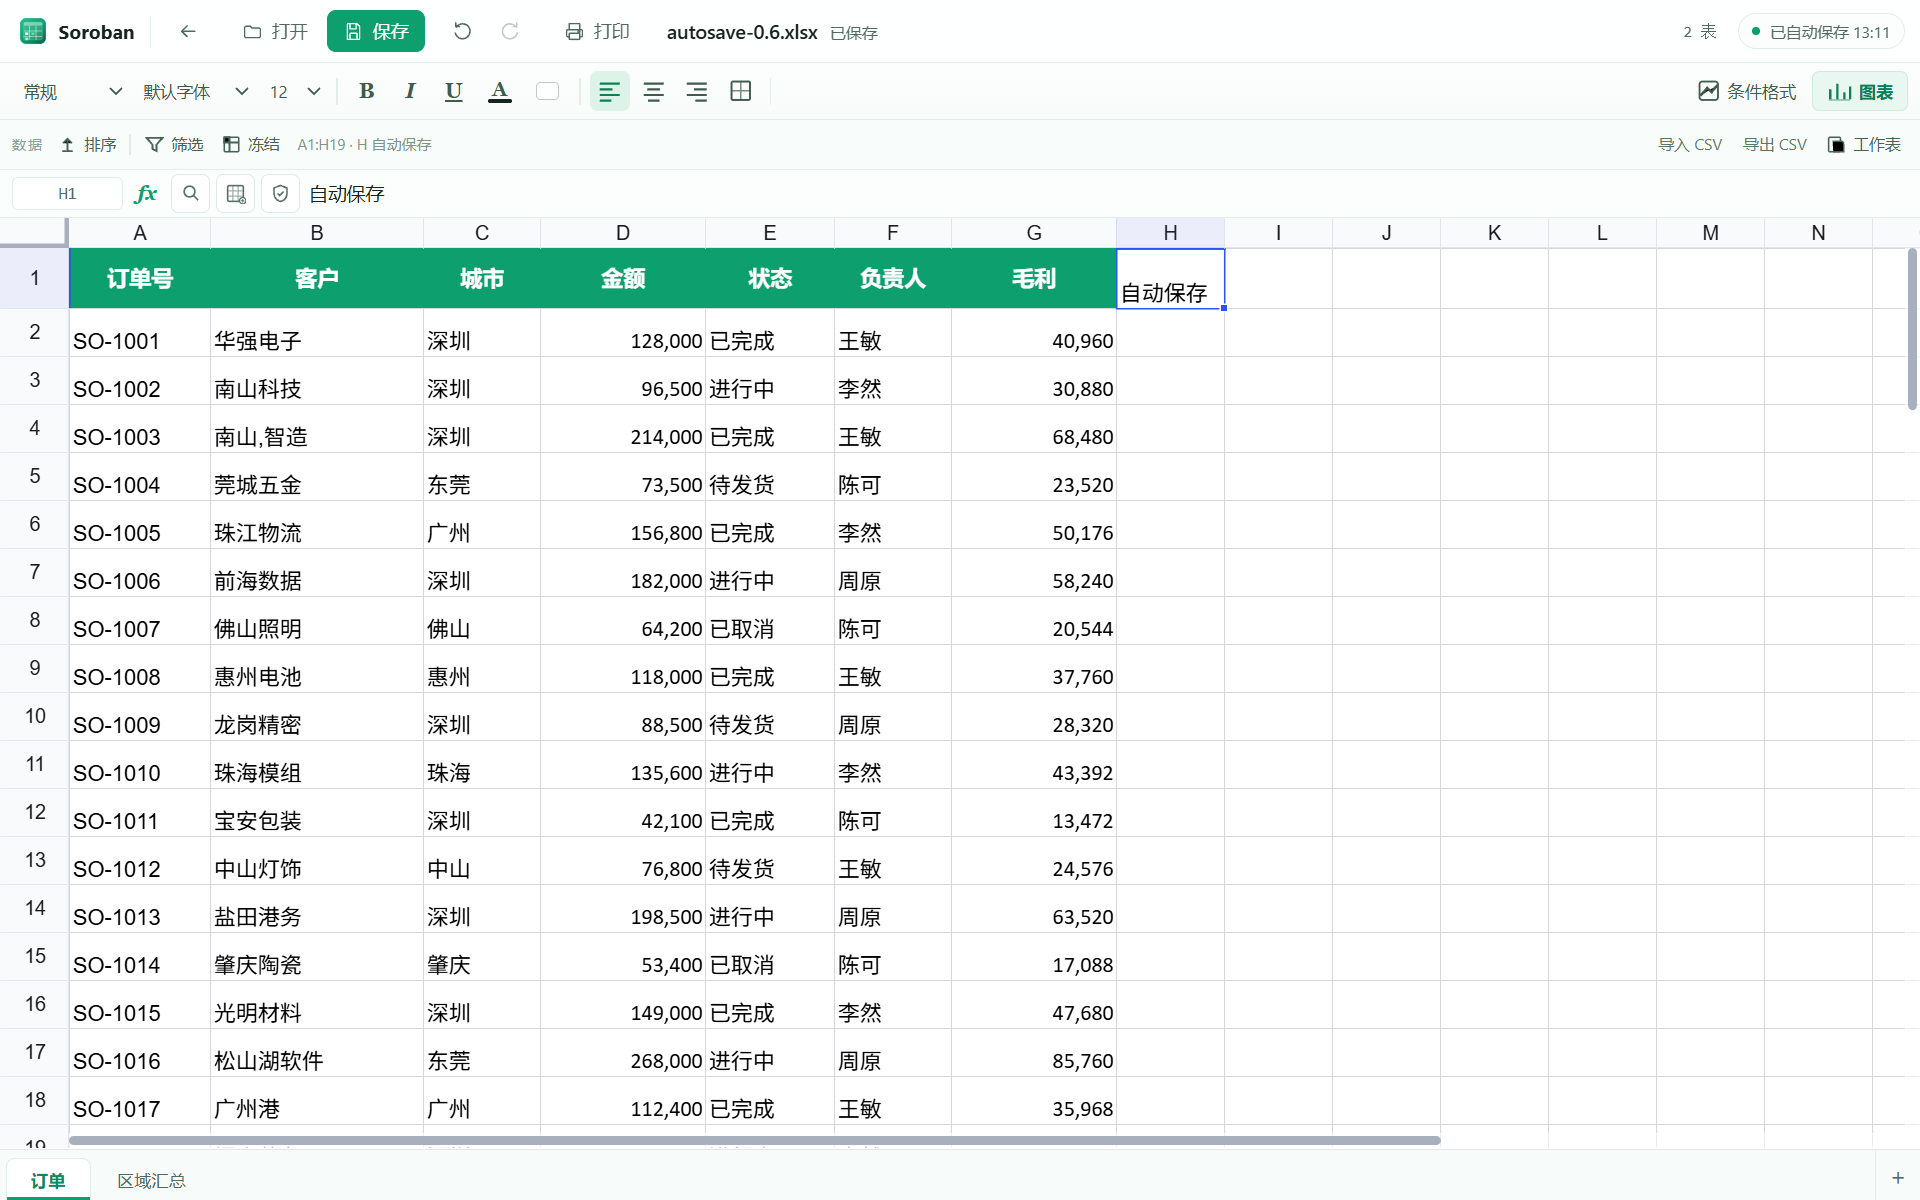 Soroban 打开 保存 打印 autosave-0.6.xlsx 已保存 2 表 已自动保存 13:11
常规 默认字体 12 B I U A 条件格式 图表
数据 排序 筛选 冻结 A1:H19 · H 自动保存 导入 CSV 导出 CSV 工作表
H1 fx 自动保存
A B C D E F G H I J K L M N
1 订单号 客户 城市 金额 状态 负责人 毛利 自动保存
2 SO-1001 华强电子 深圳 128,000 已完成 王敏 40,960
3 SO-1002 南山科技 深圳 96,500 进行中 李然 30,880
4 SO-1003 南山,智造 深圳 214,000 已完成 王敏 68,480
5 SO-1004 莞城五金 东莞 73,500 待发货 陈可 23,520
6 SO-1005 珠江物流 广州 156,800 已完成 李然 50,176
7 SO-1006 前海数据 深圳 182,000 进行中 周原 58,240
8 SO-1007 佛山照明 佛山 64,200 已取消 陈可 20,544
9 SO-1008 惠州电池 惠州 118,000 已完成 王敏 37,760
10 SO-1009 龙岗精密 深圳 88,500 待发货 周原 28,320
11 SO-1010 珠海模组 珠海 135,600 进行中 李然 43,392
12 SO-1011 宝安包装 深圳 42,100 已完成 陈可 13,472
13 SO-1012 中山灯饰 中山 76,800 待发货 王敏 24,576
14 SO-1013 盐田港务 深圳 198,500 进行中 周原 63,520
15 SO-1014 肇庆陶瓷 肇庆 53,400 已取消 陈可 17,088
16 SO-1015 光明材料 深圳 149,000 已完成 李然 47,680
17 SO-1016 松山湖软件 东莞 268,000 进行中 周原 85,760
18 SO-1017 广州港 广州 112,400 已完成 王敏 35,968
19
订单 区域汇总